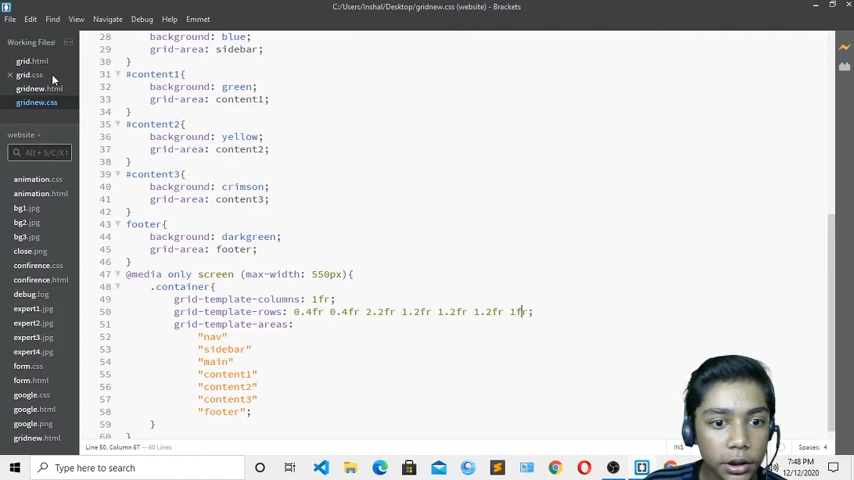 C:/Users/Inshal/Desktop/gridnew.css (website) - Brackets
File Edit Find View Navigate Debug Help Emmet
Working Files
grid.html
grid.css
gridnew.html
gridnew.css
website
Alt + S/C/X t
animation.css
animation.html
bg1.jpg
bg2.jpg
bg3.jpg
close.png
confirence.css
confirence.html
debug.log
expert1.jpg
expert2.jpg
expert3.jpg
expert4.jpg
form.css
form.html
google.css
google.html
google.png
gridnew.html
28 background: blue;
29 grid-area: sidebar;
30 }
31 #content1{
32 background: green;
33 grid-area: content1;
34 }
35 #content2{
36 background: yellow;
37 grid-area: content2;
38 }
39 #content3{
40 background: crimson;
41 grid-area: content3;
42 }
43 footer{
44 background: darkgreen;
45 grid-area: footer;
46 }
47 @media only screen (max-width: 550px){
48 .container{
49 grid-template-columns: 1fr;
50 grid-template-rows: 0.4fr 0.4fr 2.2fr 1.2fr 1.2fr 1.2fr 1fr;
51 grid-template-areas:
52 "nav"
53 "sidebar"
54 "main"
55 "content1"
56 "content2"
57 "content3"
58 "footer";
59 }
60 }
Line 50, Column 67 — 60 Lines
INS
Spaces: 4
Type here to search
7:48 PM
12/12/2020